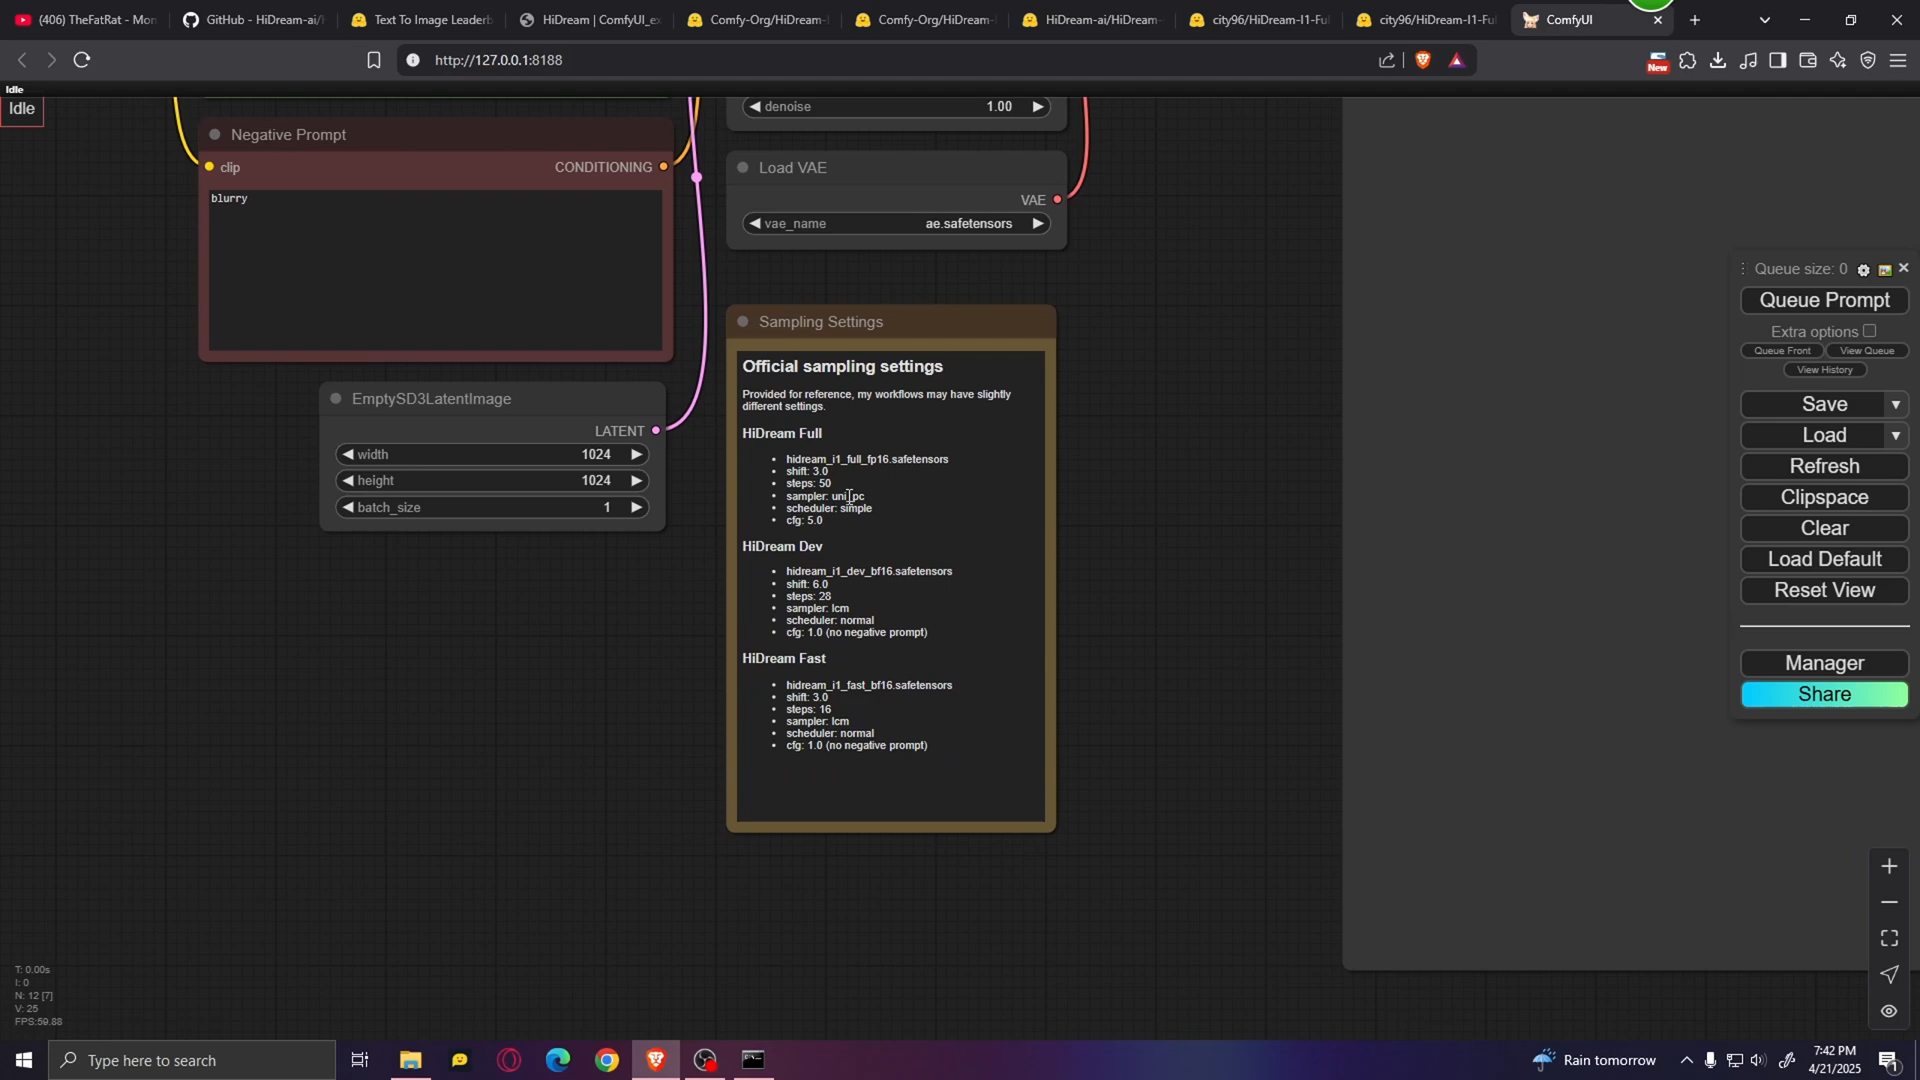 (406) TheFatRat - Mon
GitHub - HiDream-ai/H
Text To Image Leaderb
HiDream | ComfyUI_ex
Comfy-Org/HiDream-
Comfy-Org/HiDream-
HiDream-ai/HiDream-
city96/HiDream-I1-Ful
city96/HiDream-I1-Ful
ComfyUI
http://127.0.0.1:8188
New
Idle
Idle
Negative Prompt
clip
CONDITIONING
blurry
EmptySD3LatentImage
LATENT
width 1024
height 1024
batch_size 1
denoise 1.00
Load VAE
VAE
vae_name ae.safetensors
Sampling Settings
Official sampling settings
Provided for reference, my workflows may have slightly
different settings.
HiDream Full
• hidream_i1_full_fp16.safetensors
• shift: 3.0
• steps: 50
• sampler: uni_pc
• scheduler: simple
• cfg: 5.0
HiDream Dev
• hidream_i1_dev_bf16.safetensors
• shift: 6.0
• steps: 28
• sampler: lcm
• scheduler: normal
• cfg: 1.0 (no negative prompt)
HiDream Fast
• hidream_i1_fast_bf16.safetensors
• shift: 3.0
• steps: 16
• sampler: lcm
• scheduler: normal
• cfg: 1.0 (no negative prompt)
Queue size: 0
Queue Prompt
Extra options
Queue Front
View Queue
View History
Save
Load
Refresh
Clipspace
Clear
Load Default
Reset View
Manager
Share
T: 0.00s
I: 0
N: 12 [7]
V: 25
FPS:59.88
Type here to search
Rain tomorrow
7:42 PM
4/21/2025
1